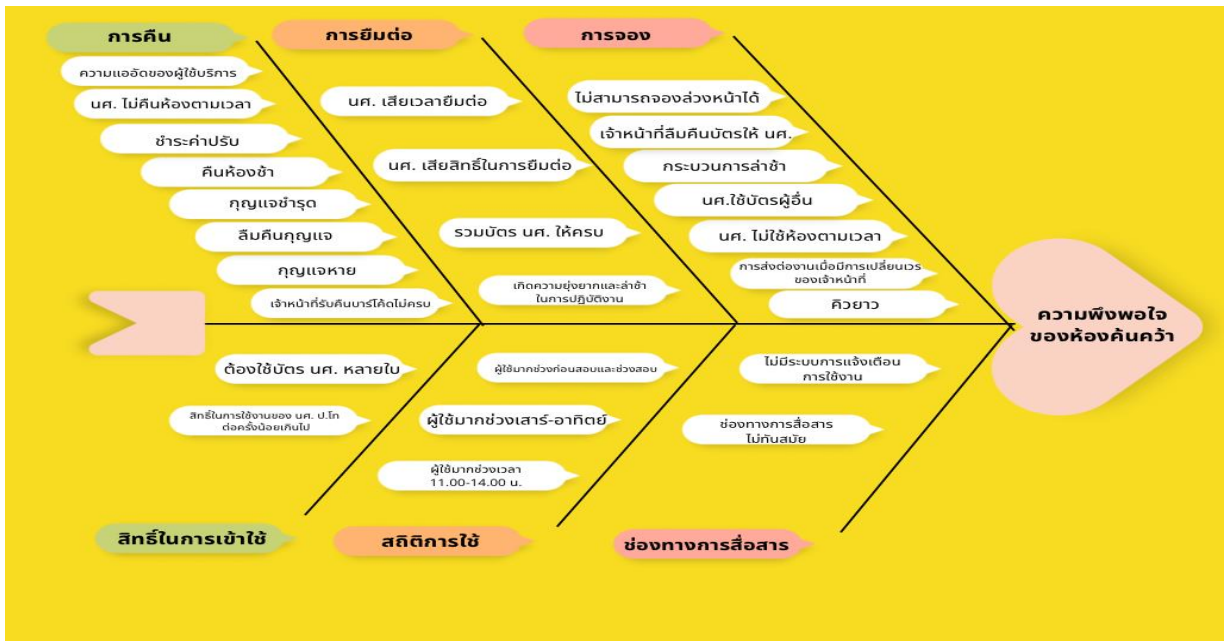 การคืน
ความแออัดของผู้ใช้บริการ
นศ. ไม่คืนห้องตามเวลา
ชำระค่าปรับ
คืนห้องช้า
กุญแจชำรุด
ลืมคืนกุญแจ
กุญแจหาย
เจ้าหน้าที่รับคืนบาร์โค้ดไม่ครบ
การยืมต่อ
นศ. เสียเวลายืมต่อ
นศ. เสียสิทธิ์ในการยืมต่อ
รวมบัตร นศ. ให้ครบ
เกิดความยุ่งยากและล่าช้า
ในการปฏิบัติงาน
การจอง
ไม่สามารถจองล่วงหน้าได้
เจ้าหน้าที่ลืมคืนบัตรให้ นศ.
กระบวนการล่าช้า
นศ.ใช้บัตรผู้อื่น
นศ. ไม่ใช้ห้องตามเวลา
การส่งต่องานเมื่อมีการเปลี่ยนเวร
ของเจ้าหน้าที่
คิวยาว
ความพึงพอใจ
ของห้องค้นคว้า
ต้องใช้บัตร นศ. หลายใบ
สิทธิ์ในการใช้งานของ นศ. ป.โท
ต่อครั้งน้อยเกินไป
สิทธิ์ในการเข้าใช้
ผู้ใช้มากช่วงก่อนสอบและช่วงสอบ
ผู้ใช้มากช่วงเสาร์-อาทิตย์
ผู้ใช้มากช่วงเวลา
11.00-14.00 น.
สถิติการใช้
ไม่มีระบบการแจ้งเตือน
การใช้งาน
ช่องทางการสื่อสาร
ไม่ทันสมัย
ช่องทางการสื่อสาร